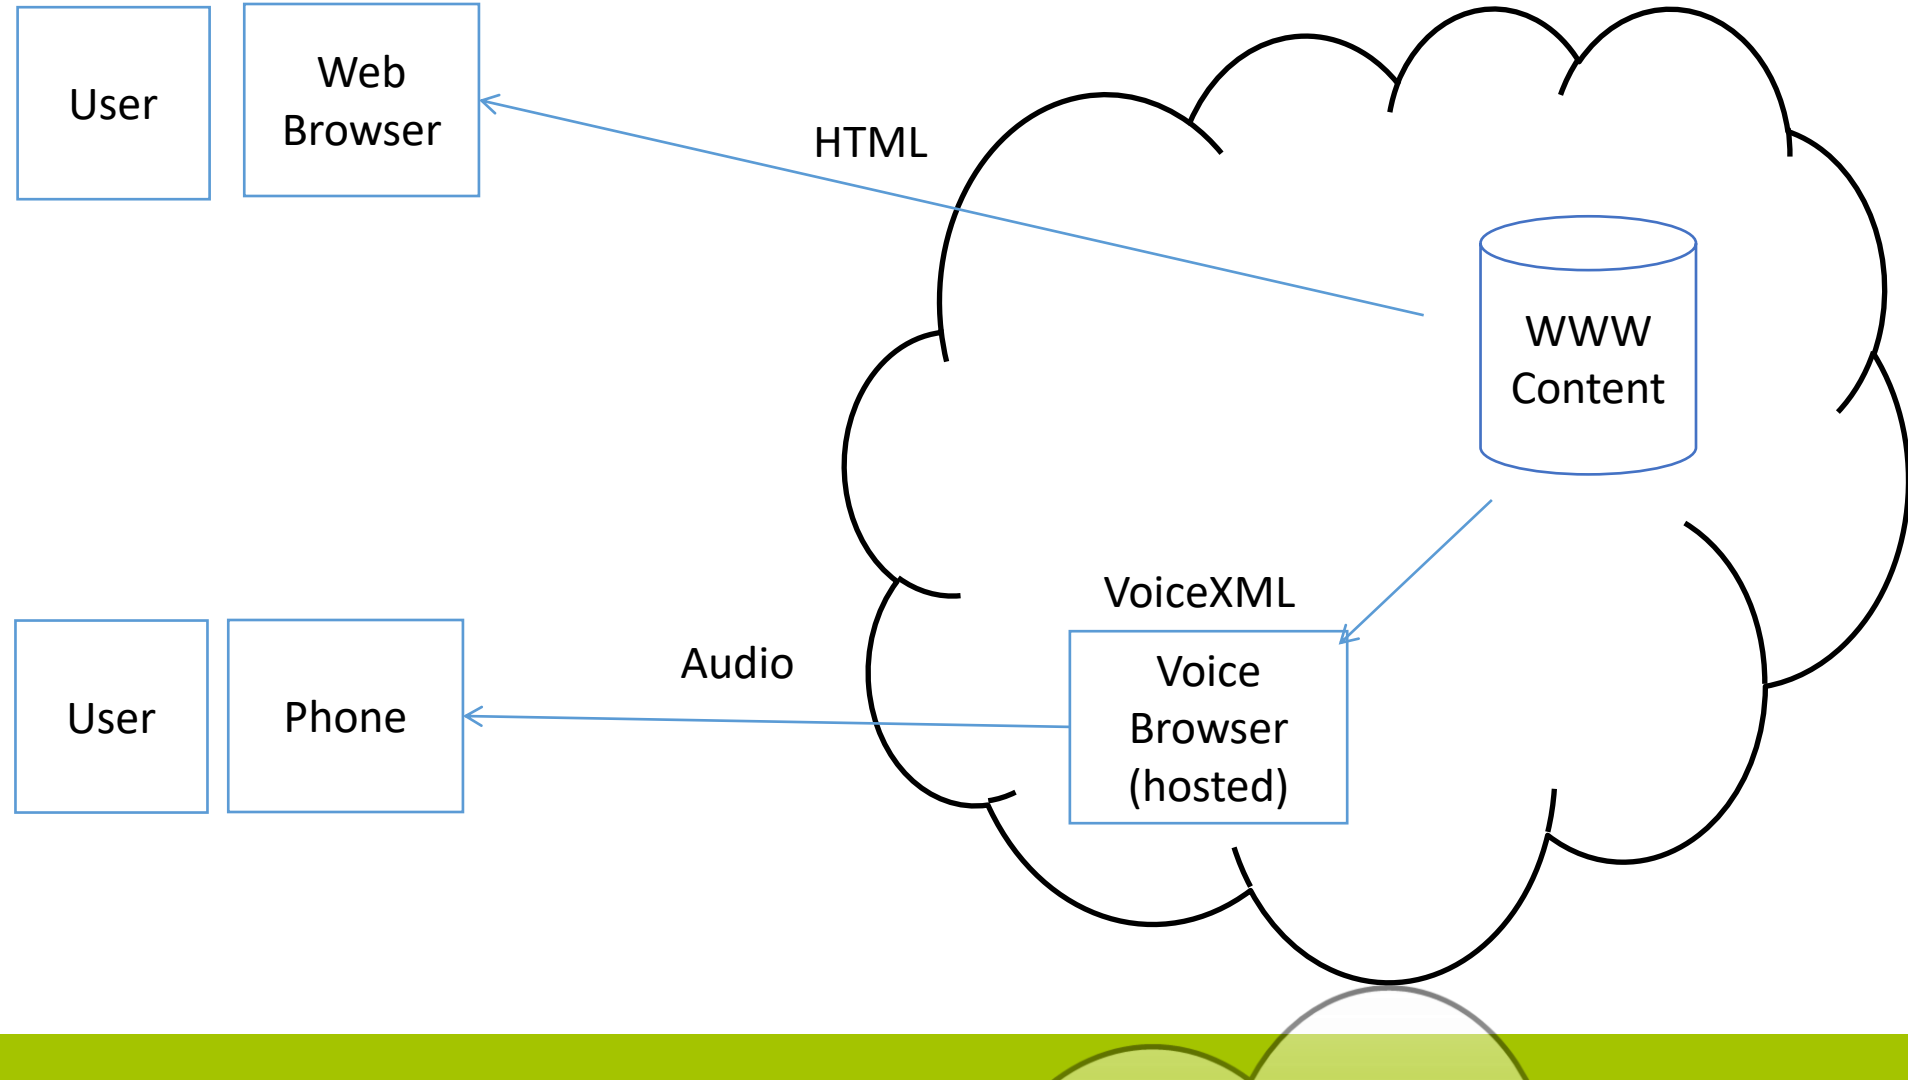 User
Web
Browser
HTML
WWW
Content
VoiceXML
Audio
User
Phone
Voice
Browser
(hosted)